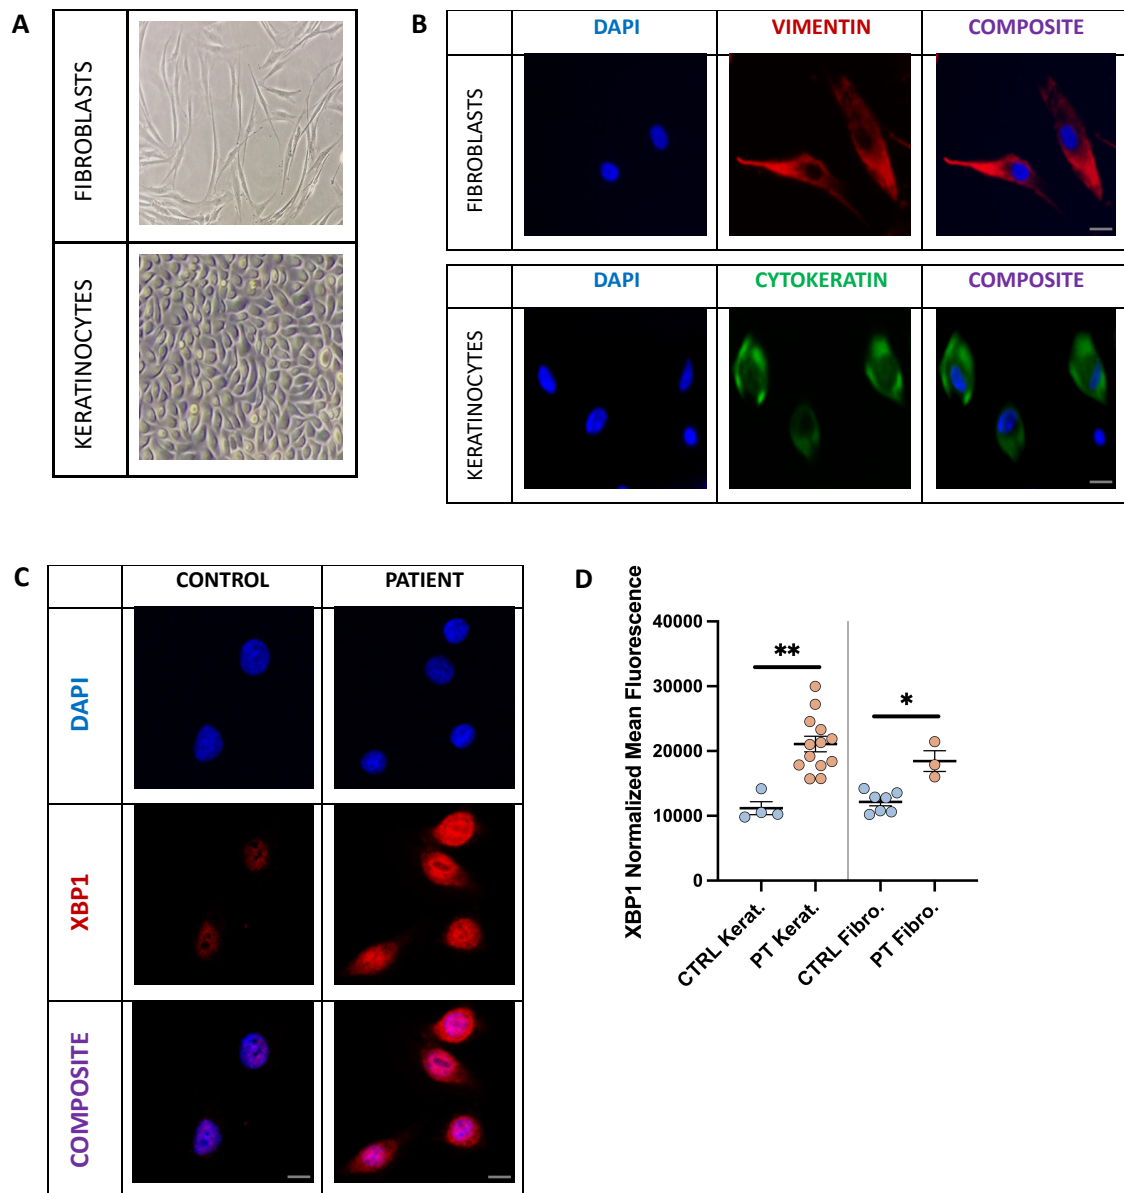 A
FIBROBLASTS
KERATINOCYTES
B
DAPI VIMENTIN COMPOSITE
FIBROBLASTS
DAPI CYTOKERATIN COMPOSITE
KERATINOCYTES
C
CONTROL PATIENT
DAPI
XBP1
COMPOSITE
D
XBP1 Normalized Mean Fluorescence
40000
30000
20000
10000
0
** *
CTRL Kerat. PT Kerat. CTRL Fibro. PT Fibro.